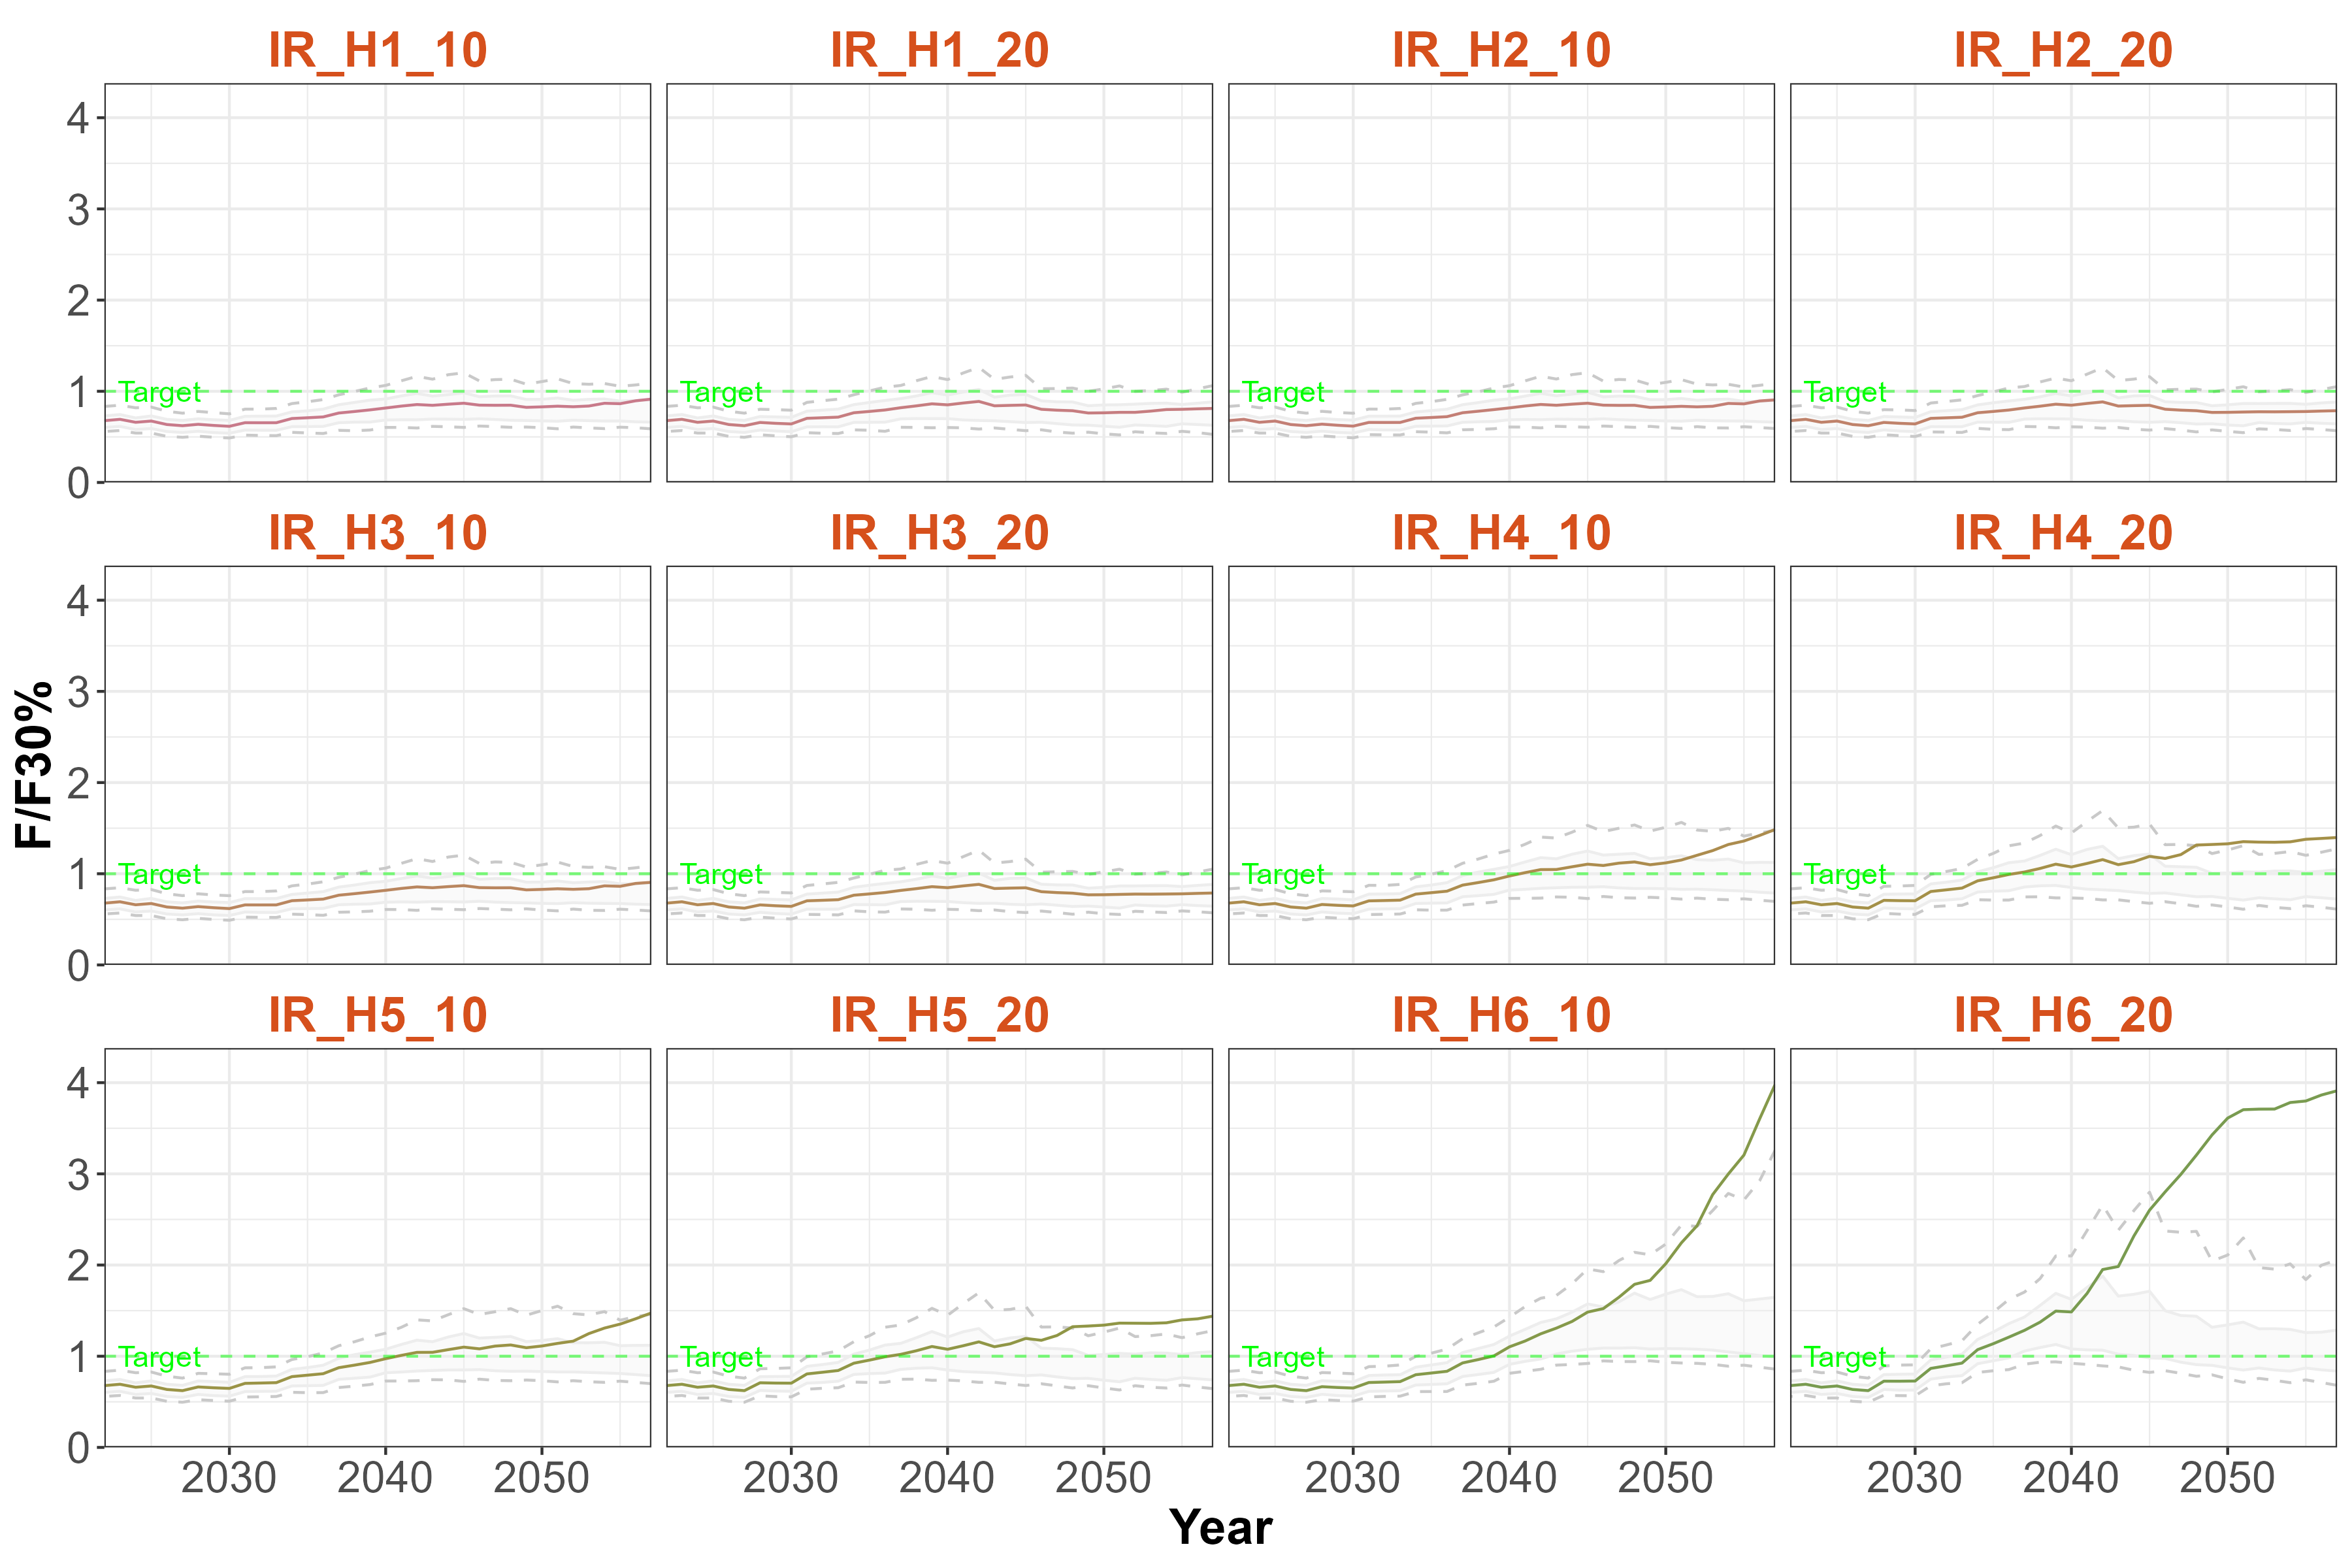 IR_H1_10 IR_H1_20 IR_H2_10 IR_H2_20
4
3
2
1
0
Target Target Target Target
IR_H3_10 IR_H3_20 IR_H4_10 IR_H4_20
4
3
2
1
0
Target Target Target Target
F/F30%
IR_H5_10 IR_H5_20 IR_H6_10 IR_H6_20
4
3
2
1
0
Target Target Target Target
2030 2040 2050 2030 2040 2050 2030 2040 2050 2030 2040 2050
Year